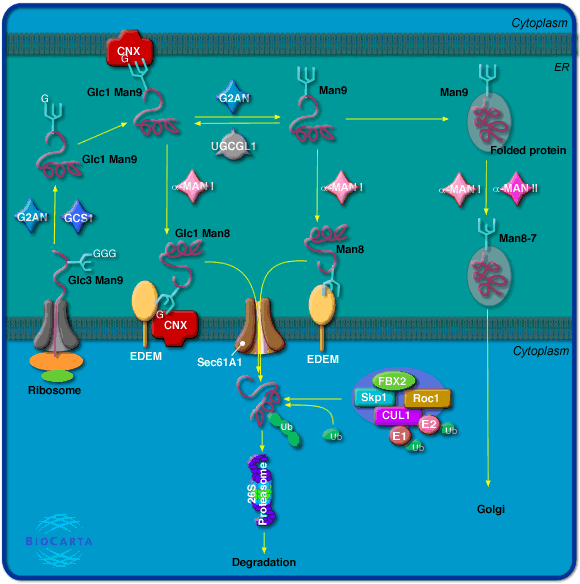 Cytoplasm
ER
CNX
G
Glc1 Man9
G2AN
Man9
Man9
G
UGCGL1
Folded protein
Glc1 Man9
α-MAN I
α-MAN I
α-MAN I
α-MAN II
G2AN
GCS1
Glc1 Man8
Man8
Man8-7
GGG
Glc3 Man9
G
CNX
EDEM
Sec61A1
EDEM
Cytoplasm
Ribosome
FBX2
Skp1
Roc1
CUL1
E2
Ub
E1
Ub
Ub
Ub
26S
Proteasome
Golgi
BIOCARTA
Degradation